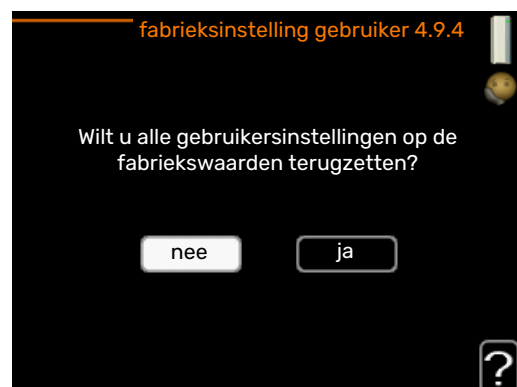 fabrieksinstelling gebruiker 4.9.4
Wilt u alle gebruikersinstellingen op de
fabriekswaarden terugzetten?
nee
ja
?